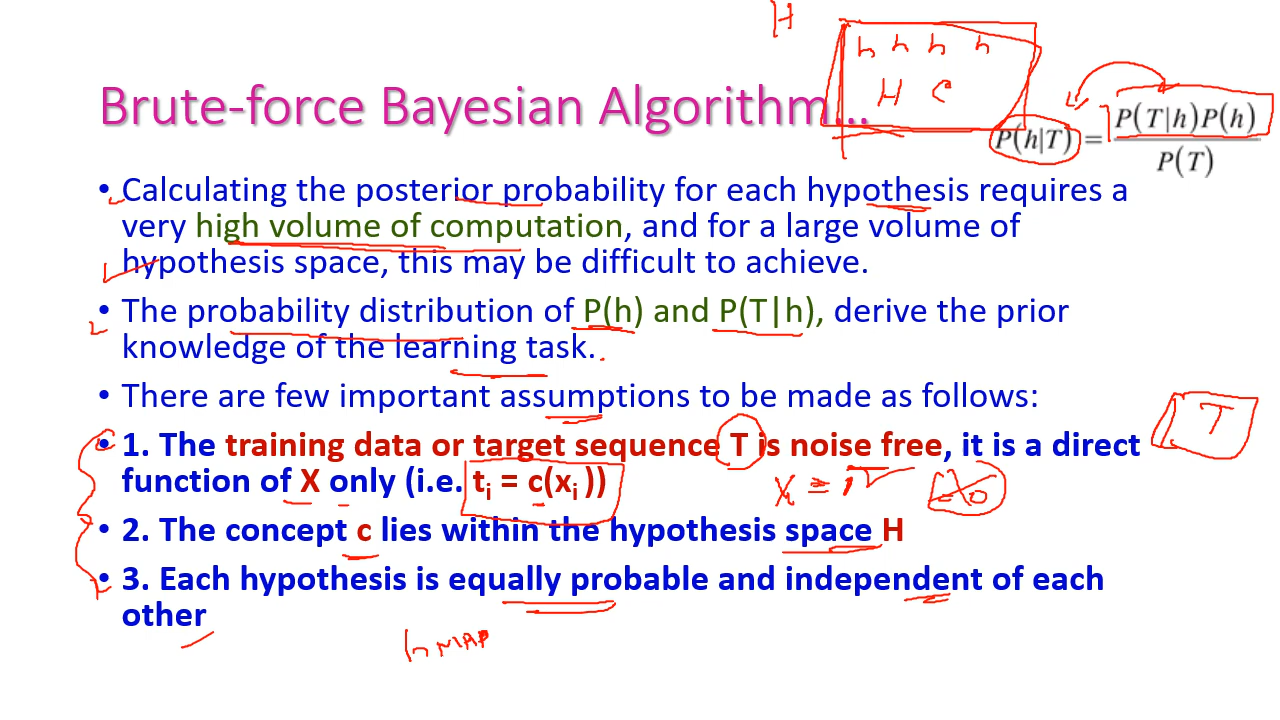 H
h h h h
H C
Brute-force Bayesian Algorithm…
P(h|T) = P(T|h)P(h) / P(T)
• Calculating the posterior probability for each hypothesis requires a
very high volume of computation, and for a large volume of
hypothesis space, this may be difficult to achieve.
• The probability distribution of P(h) and P(T|h), derive the prior
knowledge of the learning task.
• There are few important assumptions to be made as follows:
T
• 1. The training data or target sequence T is noise free, it is a direct
function of X only (i.e. tᵢ = c(xᵢ ))
• 2. The concept c lies within the hypothesis space H
• 3. Each hypothesis is equally probable and independent of each
other
h MAP